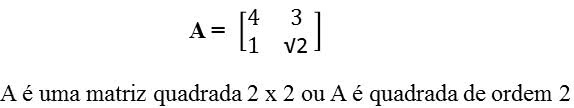 A = [4 3
1 √2]
A é uma matriz quadrada 2 x 2 ou A é quadrada de ordem 2